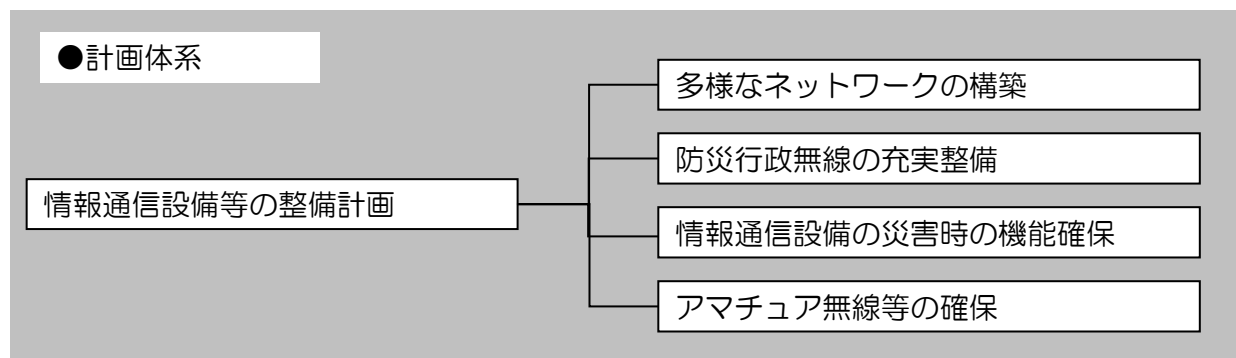 ●計画体系
多様なネットワークの構築
防災行政無線の充実整備
情報通信設備等の整備計画
情報通信設備の災害時の機能確保
アマチュア無線等の確保